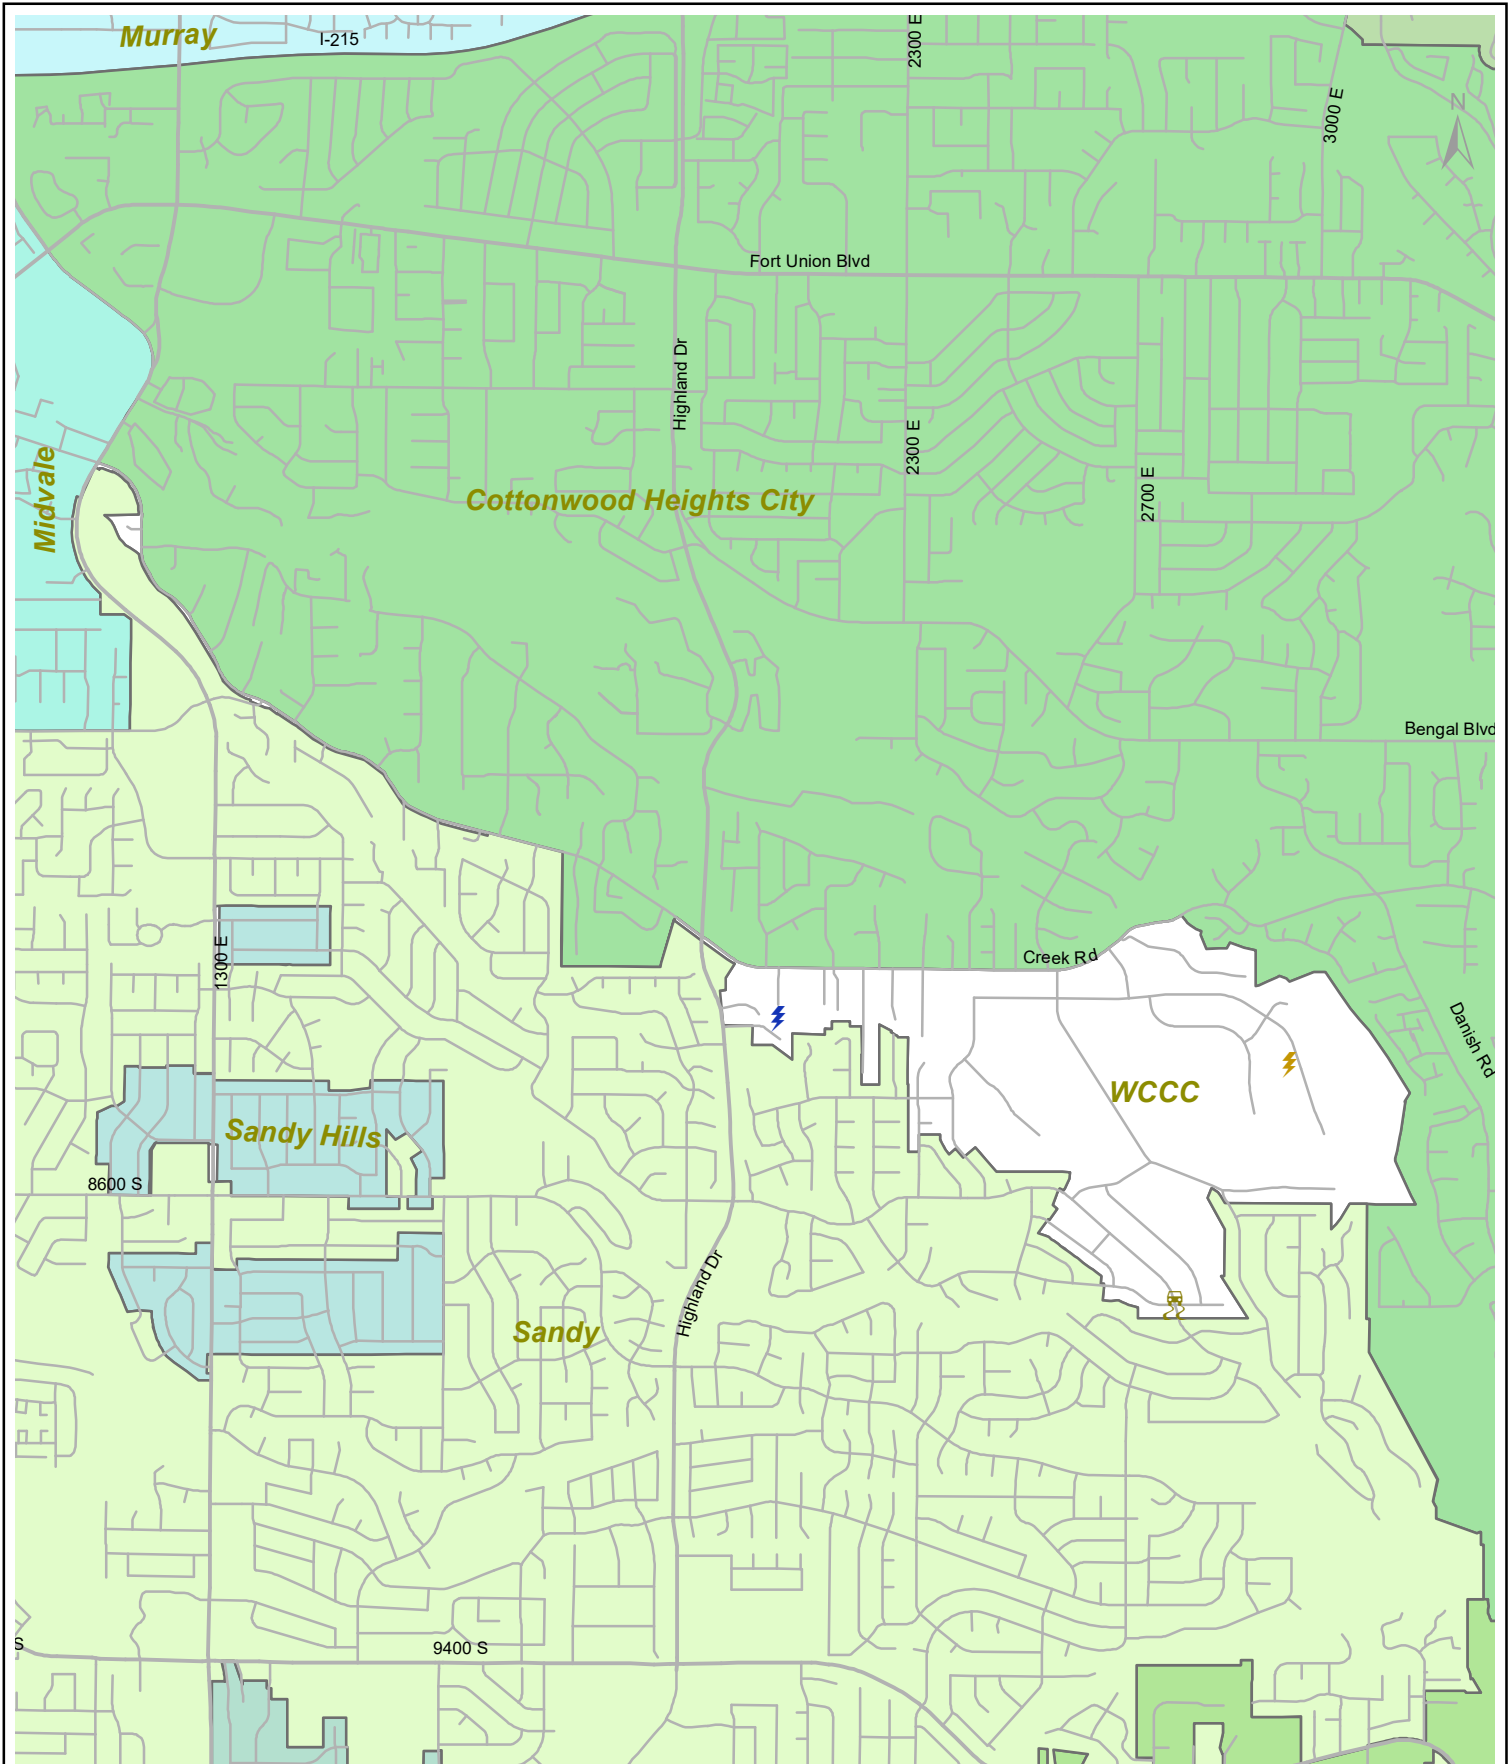 Murray
I-215
2300 E
3000 E
N
Fort Union Blvd
Highland Dr
2300 E
Midvale
Cottonwood Heights City
2700 E
Bengal Blvd
1300 E
Creek Rd
Danish Rd
WCCC
Sandy Hills
8600 S
Highland Dr
Sandy
S
9400 S